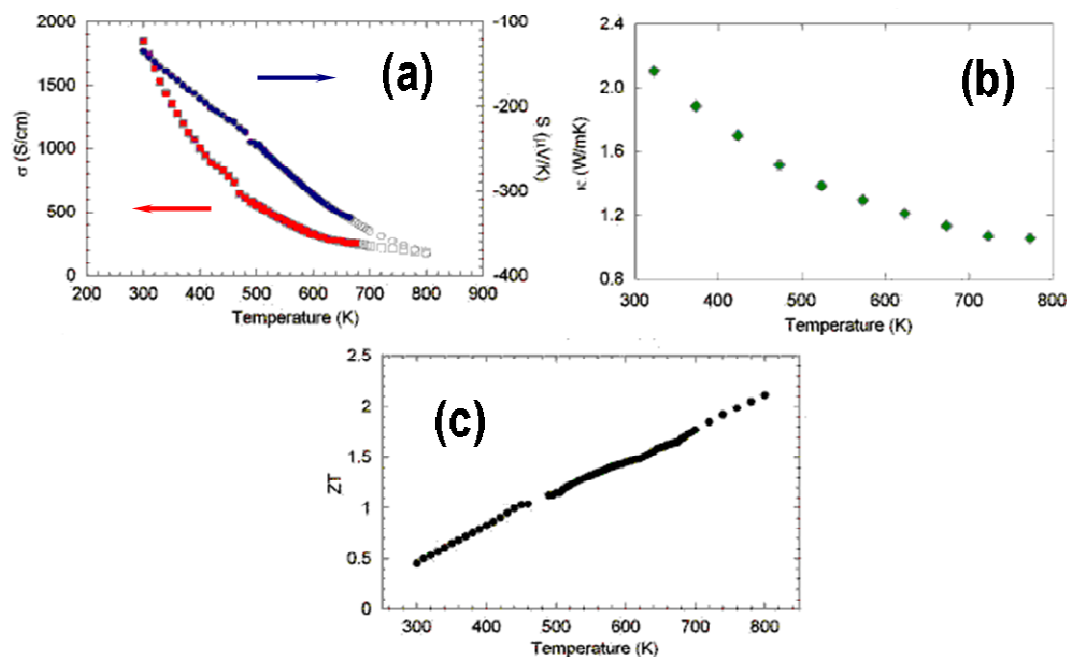 (a)
2000
1500
1000
500
0
σ (S/cm)
-100
-200
-300
-400
S (μV/K)
200 300 400 500 600 700 800 900
Temperature (K)
(b)
2.4
2.0
1.6
1.2
0.8
κ (W/mK)
300 400 500 600 700 800
Temperature (K)
(c)
2.5
2
1.5
1
0.5
0
ZT
300 400 500 600 700 800
Temperature (K)